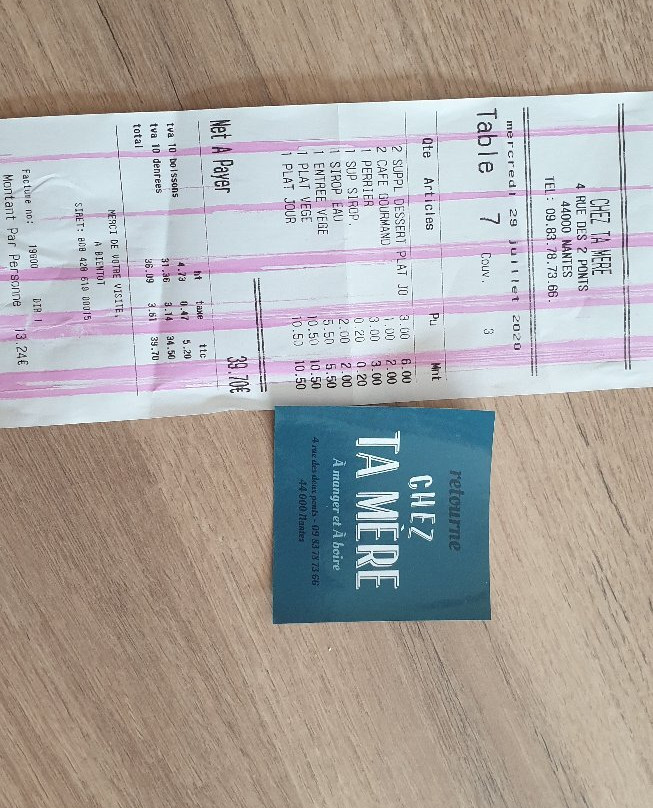 CHEZ TA MERE
4 RUE DES 2 PONTS
44000 NANTES
TEL: 09.83.78.73.66.
mercredi 29 juillet 2020
Table 7 Couv. 3
Qte Articles Pu Mnt
2 SUPPL DESSERT PLAT JO 3.00 6.00
2 CAFE GOURMAND 1.00 2.00
1 PERRIER 3.00 3.00
1 SUP SIROP. 0.20 0.20
1 SIROP EAU 2.00 2.00
1 ENTREE VEGE 5.50 5.50
1 PLAT VEGE 10.50 10.50
1 PLAT JOUR 10.50 10.50
Net A Payer 39.70€
ht taxe ttc
tva 10 boissons 4.73 0.47 5.20
tva 10 denrees 31.36 3.14 34.50
total 36.09 3.61 39.70
MERCI DE VOTRE VISITE,
A BIENTOT
SIRET:
Facture no: DIR
Montant Par Personne 13.24€
retourne
CHEZ
TA MÈRE
À manger et À boire
4 rue des deux ponts - 09 83 78 73 66
44 000 Nantes